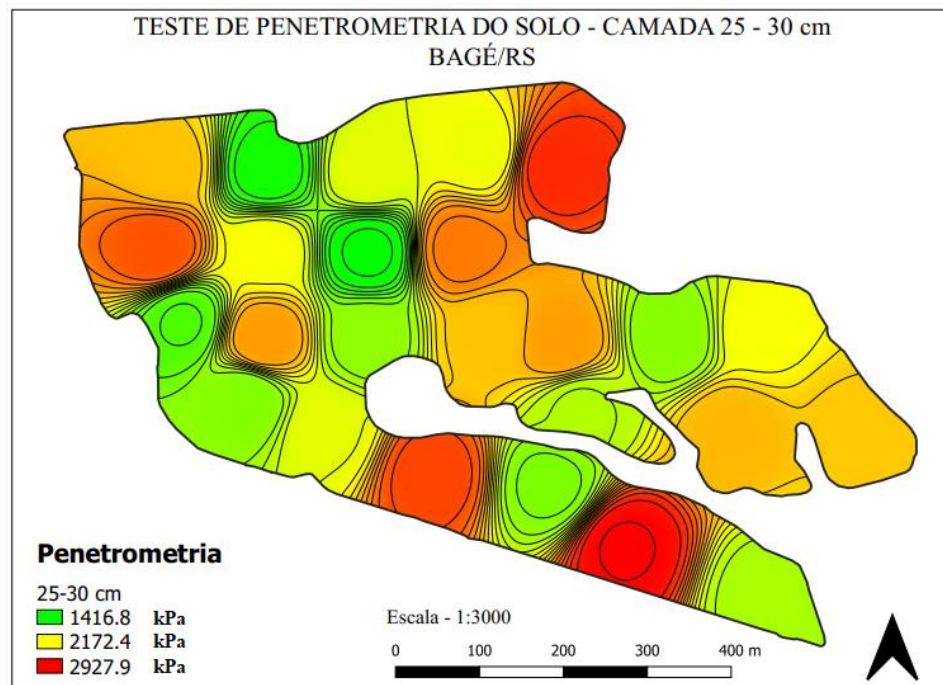 TESTE DE PENETROMETRIA DO SOLO - CAMADA 25 - 30 cm
BAGÉ/RS
Penetrometria
25-30 cm
1416.8 kPa
2172.4 kPa
2927.9 kPa
Escala - 1:3000
0 100 200 300 400 m